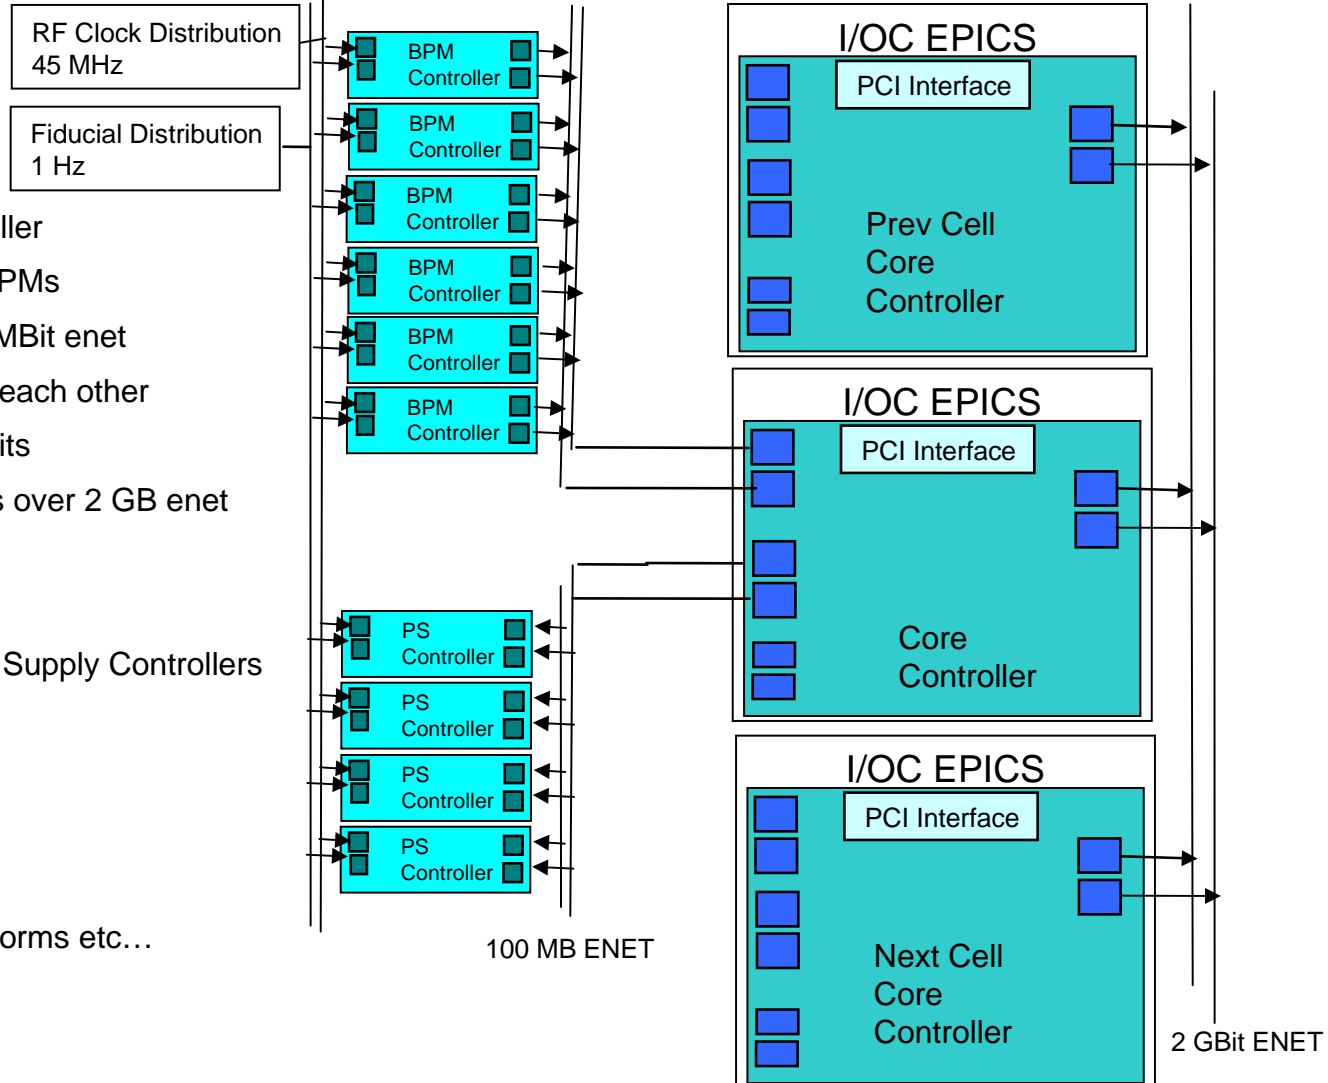 RF Clock Distribution
45 MHz
Fiducial Distribution
1 Hz
ller
PMs
MBit enet
each other
its
s over 2 GB enet
Supply Controllers
orms etc…
BPM
Controller
BPM
Controller
BPM
Controller
BPM
Controller
BPM
Controller
BPM
Controller
PS
Controller
PS
Controller
PS
Controller
PS
Controller
100 MB ENET
I/OC EPICS
PCI Interface
Prev Cell
Core
Controller
I/OC EPICS
PCI Interface
Core
Controller
I/OC EPICS
PCI Interface
Next Cell
Core
Controller
2 GBit ENET